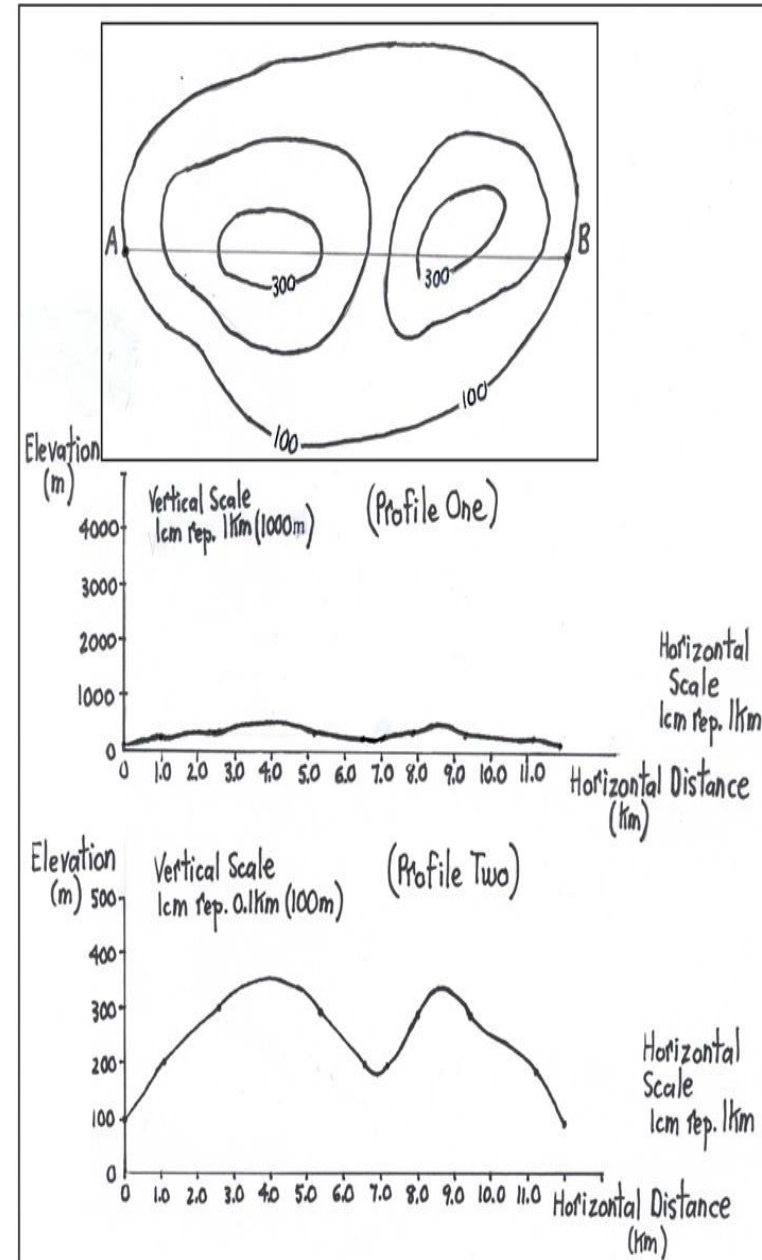 A
B
300
300
100
100
Elevation
(m)
Vertical Scale
1cm rep. 1Km (1000m)
(Profile One)
4000
3000
2000
1000
0
Horizontal
Scale
1cm rep. 1Km
0 1.0 2.0 3.0 4.0 5.0 6.0 7.0 8.0 9.0 10.0 11.0
Horizontal Distance
(Km)
Elevation
(m)
Vertical Scale
1cm rep. 0.1Km (100m)
(Profile Two)
500
400
300
200
100
0
Horizontal
Scale
1cm rep. 1Km
0 1.0 2.0 3.0 4.0 5.0 6.0 7.0 8.0 9.0 10.0 11.0
Horizontal Distance
(Km)